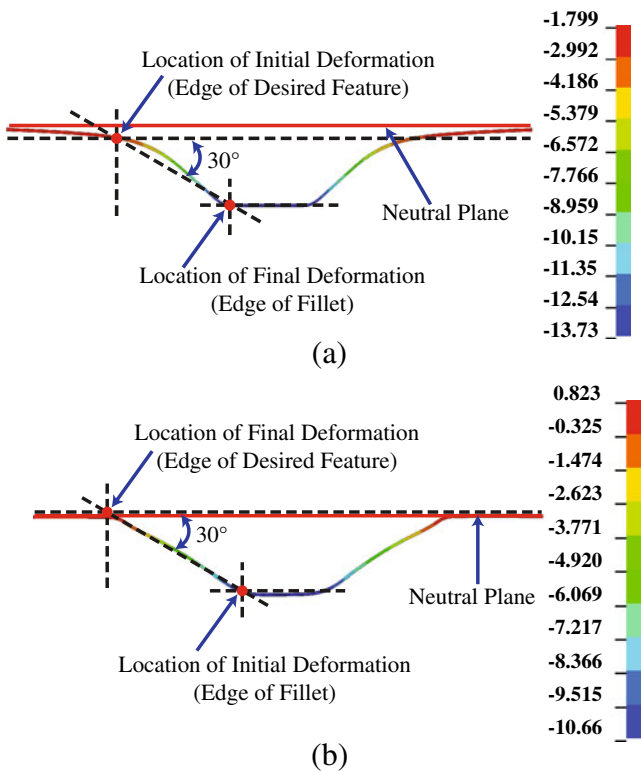 Location of Initial Deformation
(Edge of Desired Feature)
30°
Neutral Plane
Location of Final Deformation
(Edge of Fillet)
-1.799
-2.992
-4.186
-5.379
-6.572
-7.766
-8.959
-10.15
-11.35
-12.54
-13.73
(a)
Location of Final Deformation
(Edge of Desired Feature)
30°
Neutral Plane
Location of Initial Deformation
(Edge of Fillet)
0.823
-0.325
-1.474
-2.623
-3.771
-4.920
-6.069
-7.217
-8.366
-9.515
-10.66
(b)